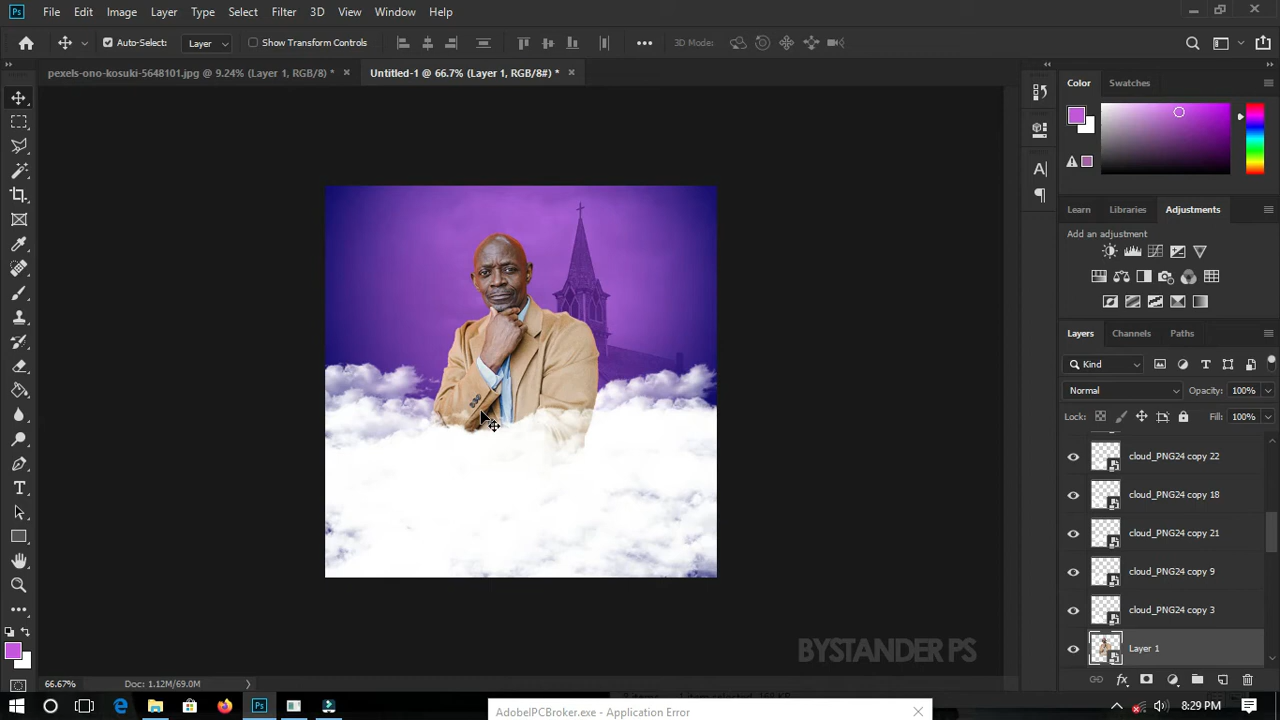 Ps File Edit Image Layer Type Select Filter 3D View Window Help
Auto-Select: Layer Show Transform Controls 3D Mode:
pexels-ono-kosuki-5648101.jpg @ 9.24% (Layer 1, RGB/8) * × Untitled-1 @ 66.7% (Layer 1, RGB/8#) * ×
Color Swatches
Learn Libraries Adjustments
Add an adjustment
Layers Channels Paths
Kind
Normal Opacity: 100%
Lock: Fill: 100%
cloud_PNG24 copy 22
cloud_PNG24 copy 18
cloud_PNG24 copy 21
cloud_PNG24 copy 9
cloud_PNG24 copy 3
Layer 1
BYSTANDER PS
66.67% Doc: 1.12M/69.0M
AdobeIPCBroker.exe - Application Error
8:29 PM